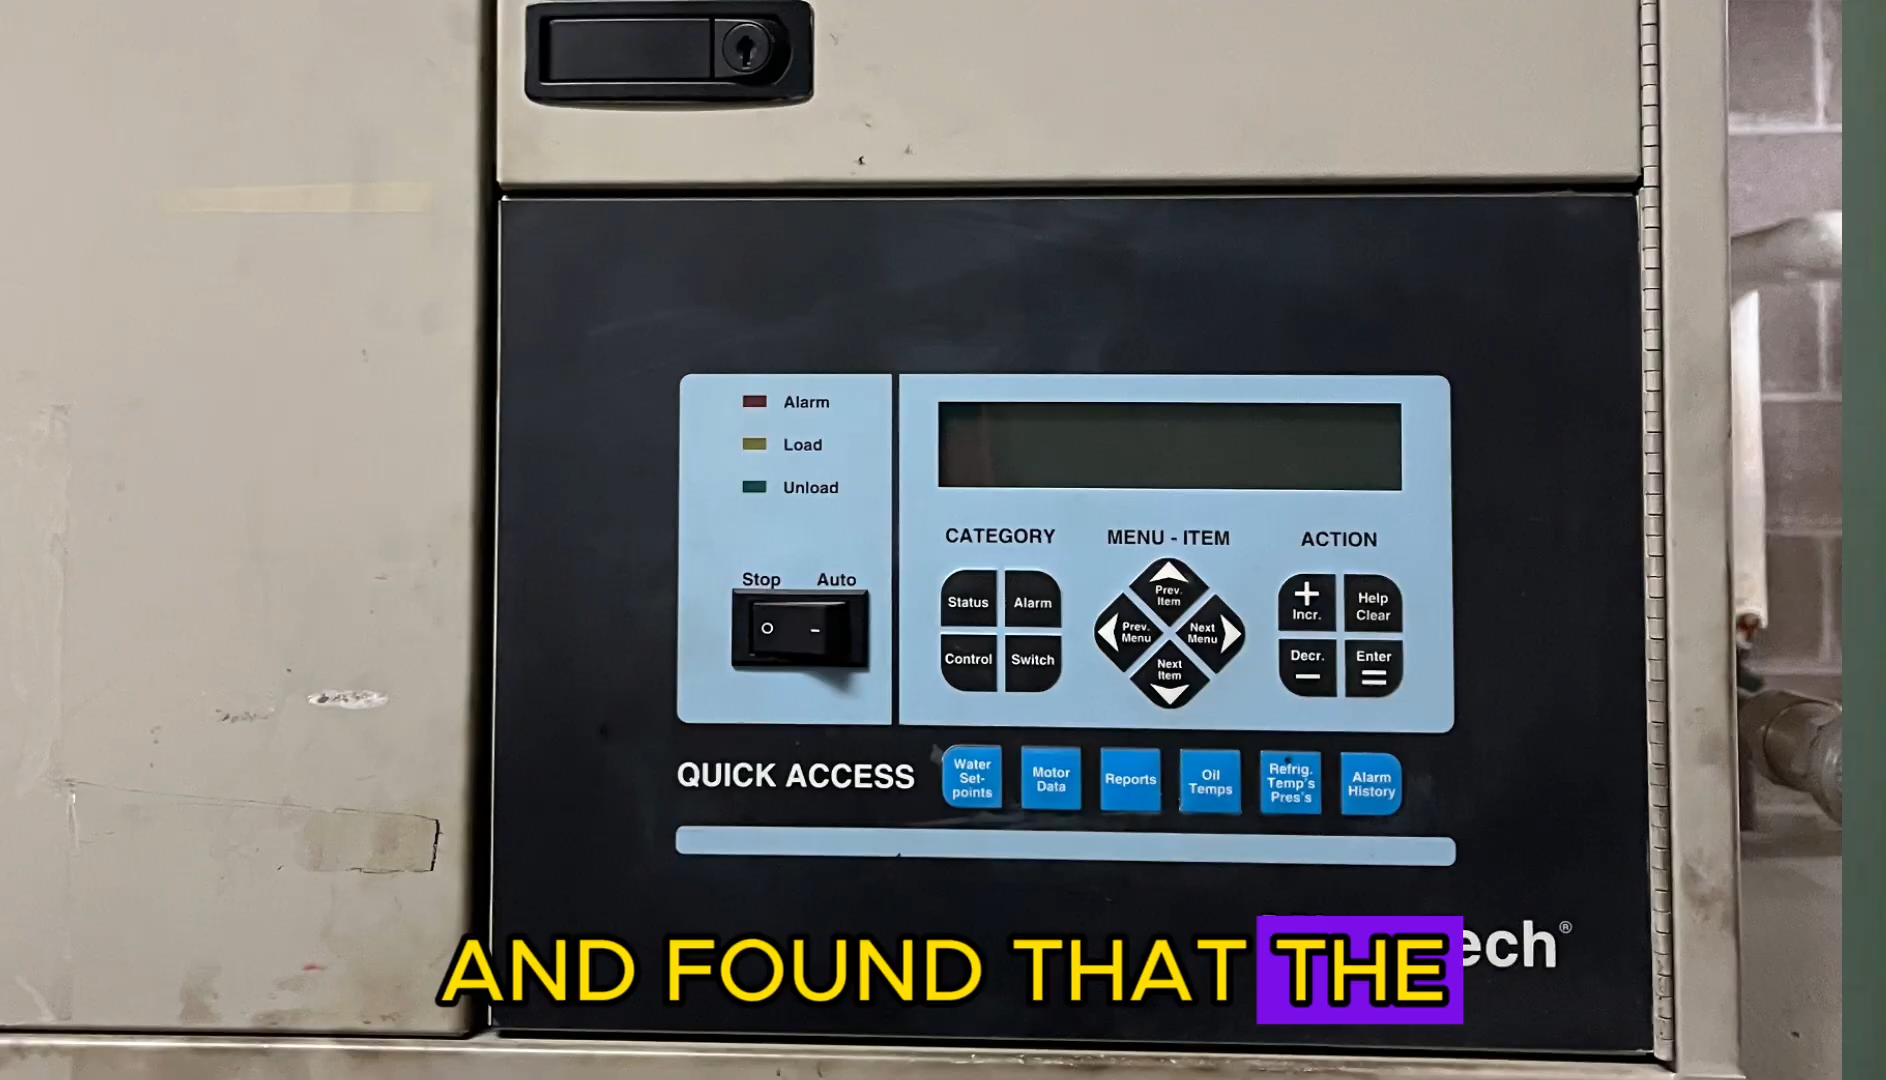 Alarm
Load
Unload
Stop Auto
O –
CATEGORY MENU - ITEM ACTION
Status Alarm
Control Switch
Prev. Item
Prev. Menu
Next Menu
Next Item
+ Incr.
Help Clear
Decr. –
Enter =
QUICK ACCESS
Water Set- points
Motor Data
Reports
Oil Temps
Refrig. Temp's Pres's
Alarm History
AND FOUND THAT THE